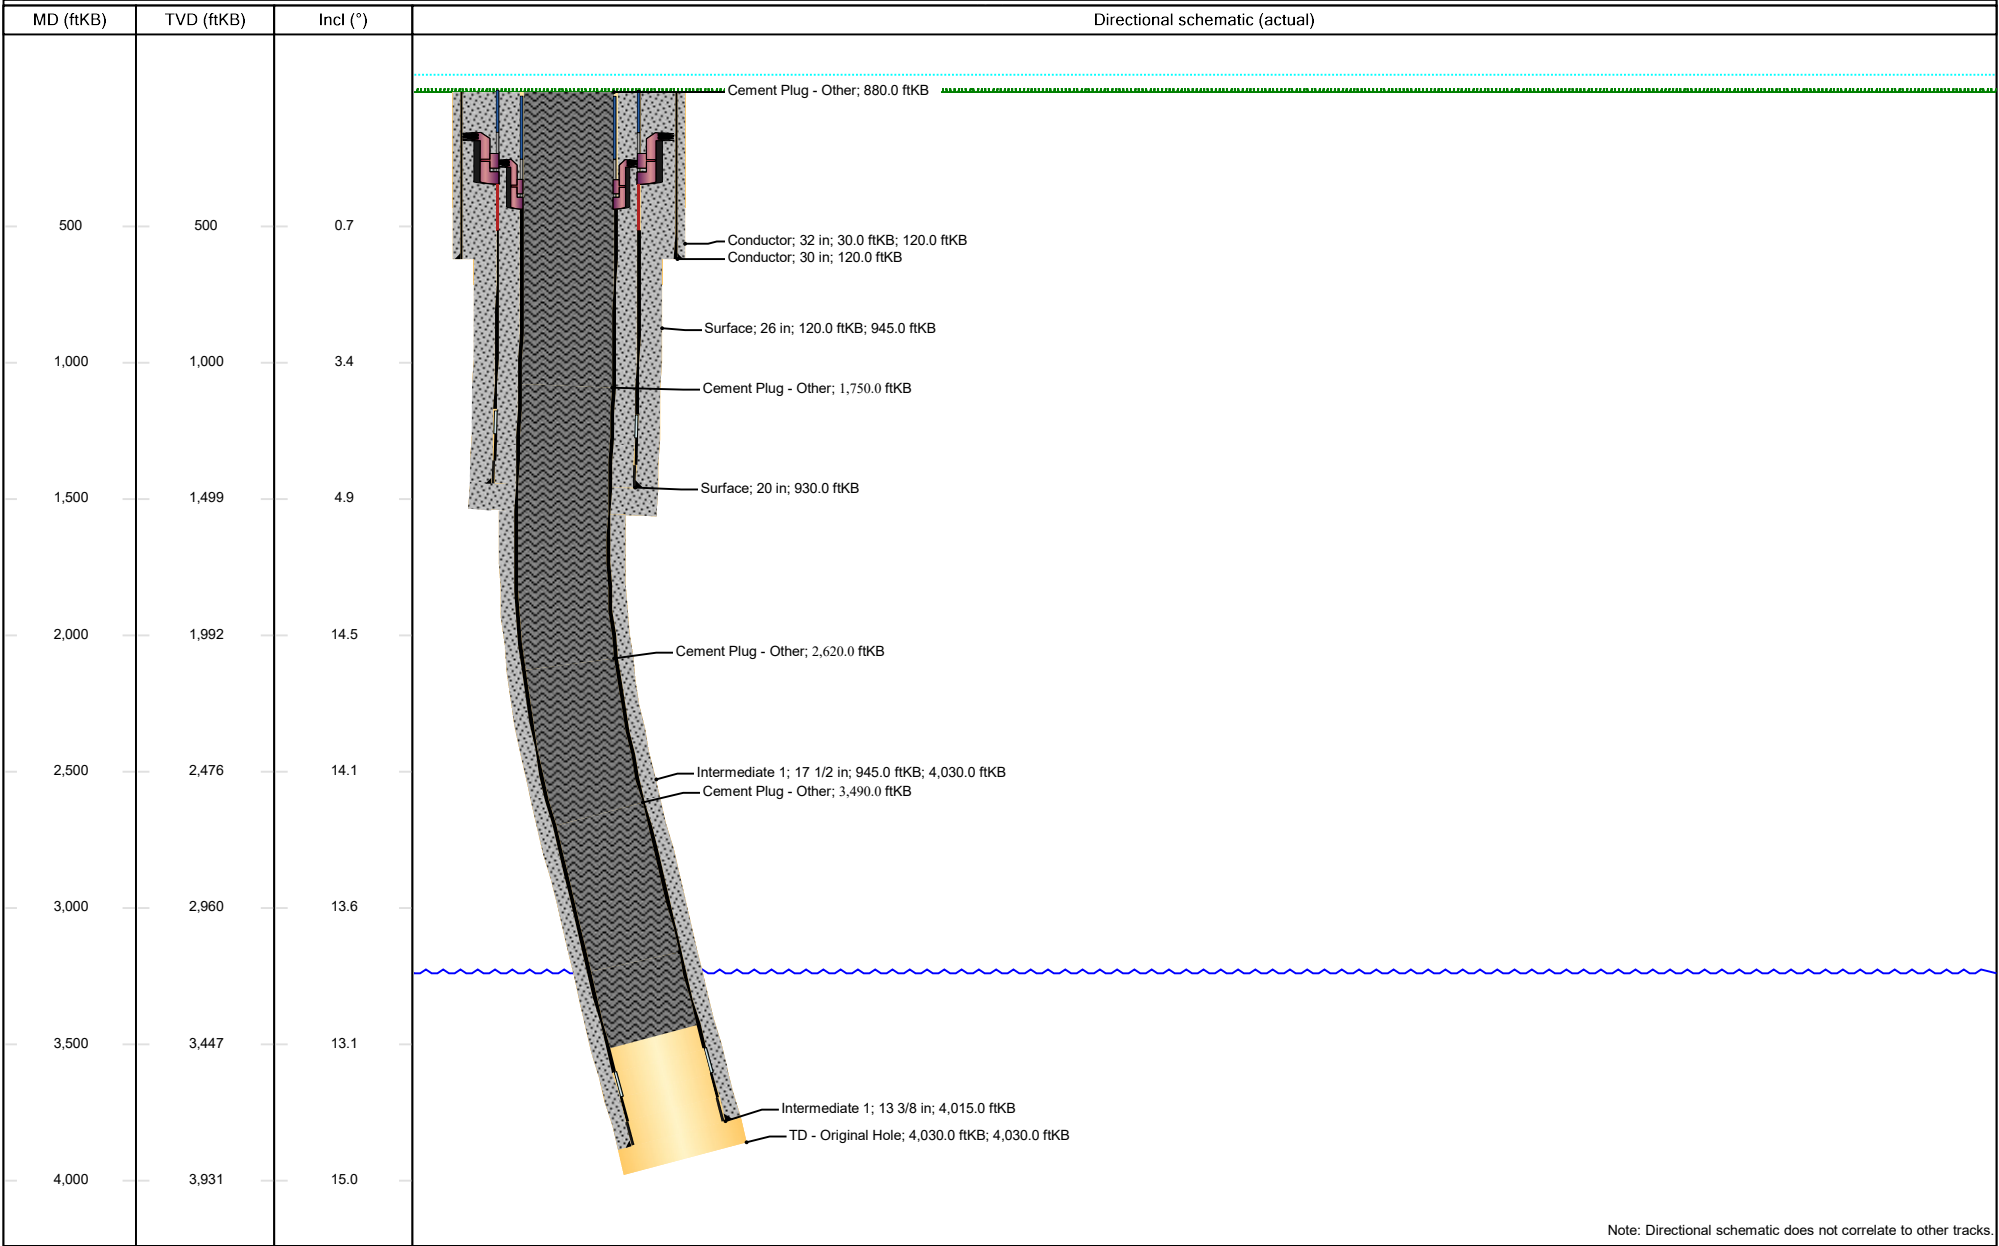 MD (ftKB) TVD (ftKB) Incl (°) Directional schematic (actual)
Cement Plug - Other; 880.0 ftKB
500 500 0.7
Conductor; 32 in; 30.0 ftKB; 120.0 ftKB
Conductor; 30 in; 120.0 ftKB
Surface; 26 in; 120.0 ftKB; 945.0 ftKB
1,000 1,000 3.4
Cement Plug - Other; 1,750.0 ftKB
Surface; 20 in; 930.0 ftKB
1,500 1,499 4.9
2,000 1,992 14.5
Cement Plug - Other; 2,620.0 ftKB
2,500 2,476 14.1
Intermediate 1; 17 1/2 in; 945.0 ftKB; 4,030.0 ftKB
Cement Plug - Other; 3,490.0 ftKB
3,000 2,960 13.6
3,500 3,447 13.1
Intermediate 1; 13 3/8 in; 4,015.0 ftKB
TD - Original Hole; 4,030.0 ftKB; 4,030.0 ftKB
4,000 3,931 15.0
Note: Directional schematic does not correlate to other tracks.